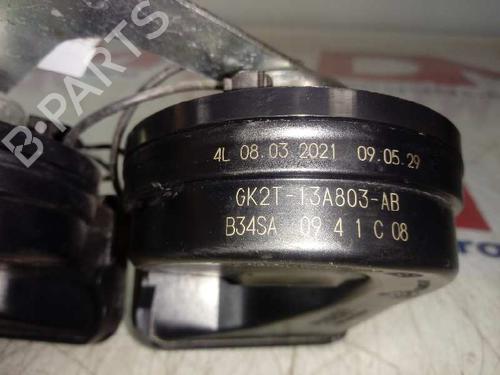 B·PARTS
4L 08.03.2021 09.05.29
GK2T-13A803-AB
B34SA 09 4 1 C 08